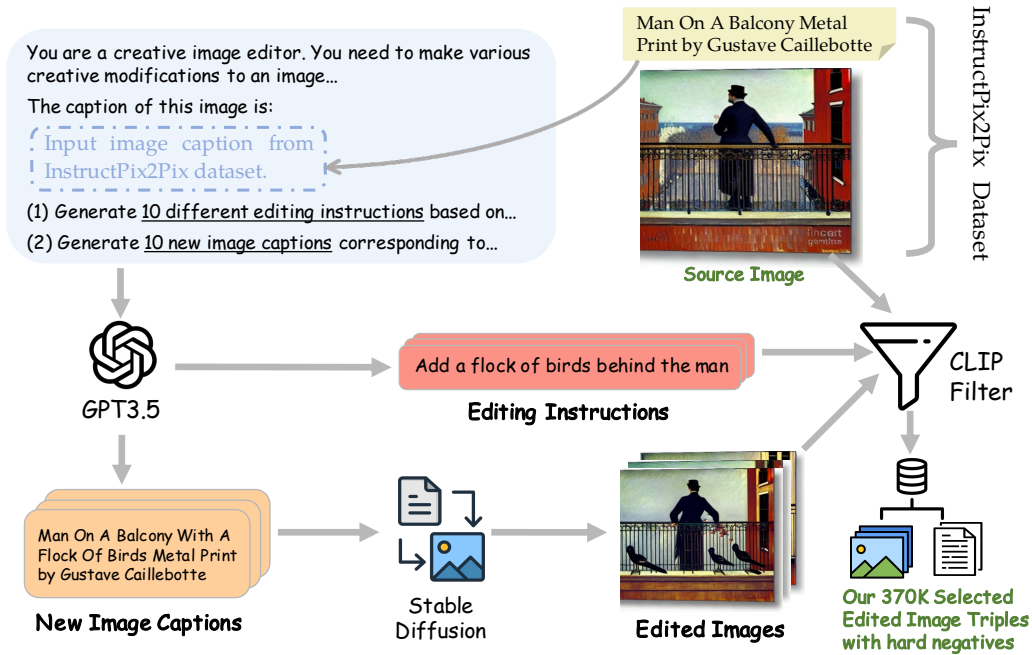 You are a creative image editor. You need to make various
creative modifications to an image...
The caption of this image is:
Input image caption from
InstructPix2Pix dataset.
(1) Generate 10 different editing instructions based on...
(2) Generate 10 new image captions corresponding to...
Man On A Balcony Metal
Print by Gustave Caillebotte
fineart
Source Image
InstructPix2Pix Dataset
GPT3.5
Add a flock of birds behind the man
Editing Instructions
CLIP
Filter
Man On A Balcony With A
Flock Of Birds Metal Print
by Gustave Caillebotte
New Image Captions
Stable
Diffusion
Edited Images
Our 370K Selected
Edited Image Triples
with hard negatives